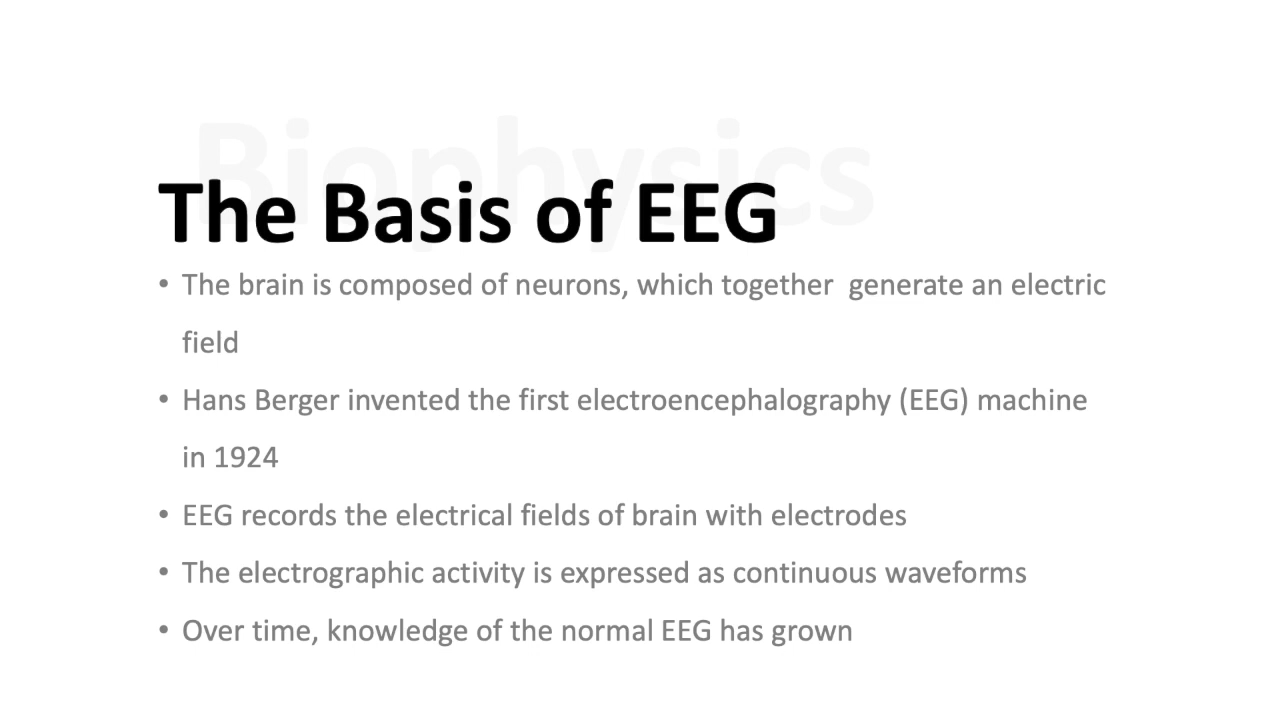 Biophysics
The Basis of EEG
• The brain is composed of neurons, which together  generate an electric
field
• Hans Berger invented the first electroencephalography (EEG) machine
in 1924
• EEG records the electrical fields of brain with electrodes
• The electrographic activity is expressed as continuous waveforms
• Over time, knowledge of the normal EEG has grown